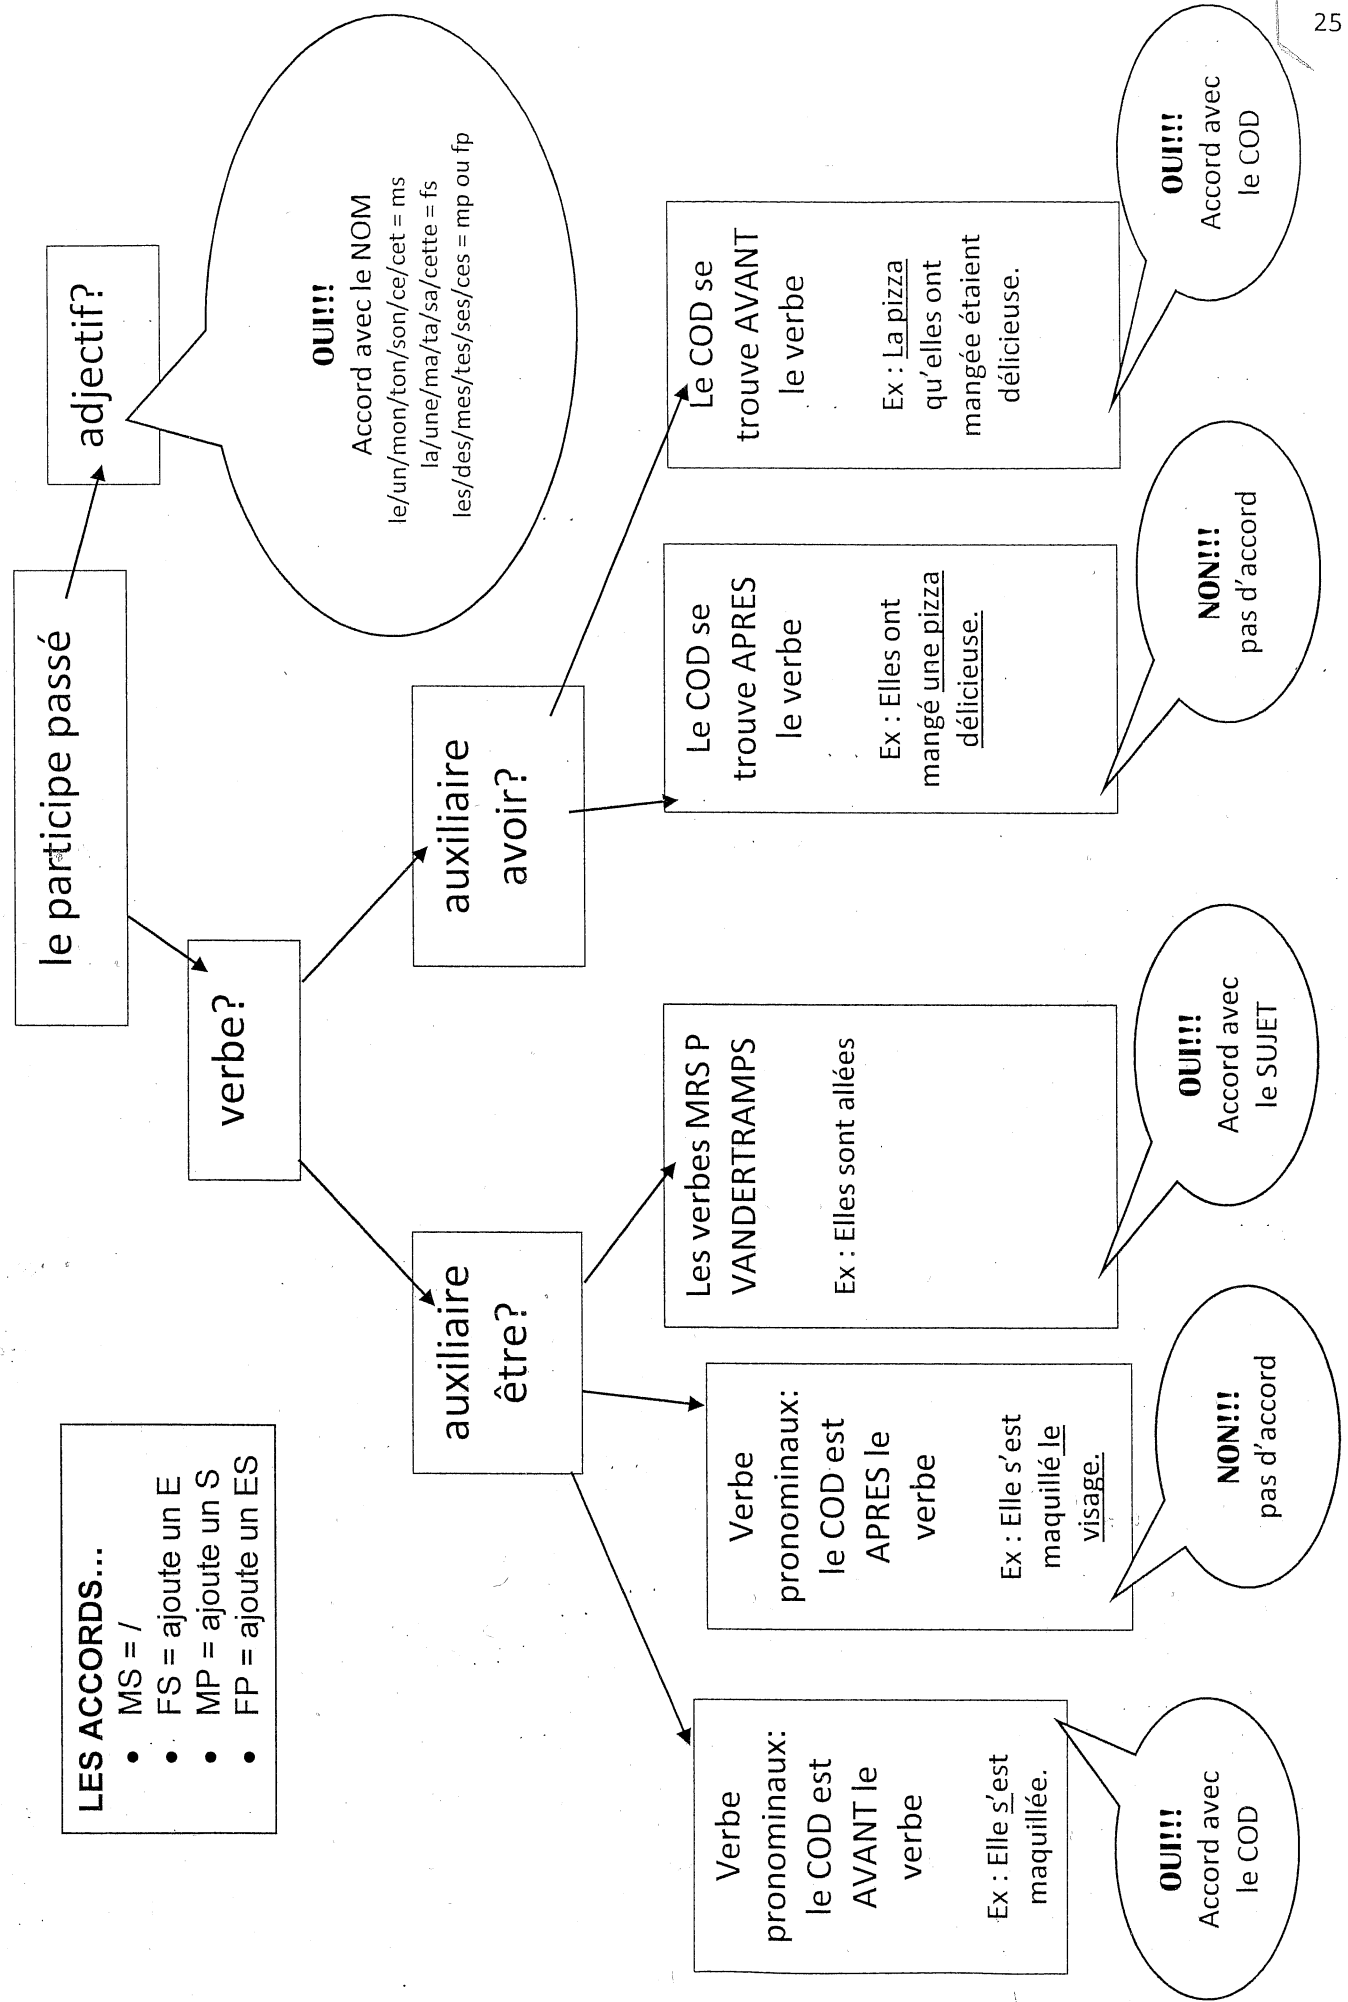 25
le participe passé
adjectif?
OUI!!!
Accord avec le NOM
le/un/mon/ton/son/ce/cet = ms
la/une/ma/ta/sa/cette = fs
les/des/mes/tes/ses/ces = mp ou fp
LES ACCORDS...
• MS = /
• FS = ajoute un E
• MP = ajoute un S
• FP = ajoute un ES
verbe?
auxiliaire
être?
auxiliaire
avoir?
Verbe
pronominaux:
le COD est
AVANT le
verbe
Ex : Elle s'est
maquillée.
OUI!!!
Accord avec
le COD
Verbe
pronominaux:
le COD est
APRES le
verbe
Ex : Elle s'est
maquillé le
visage.
NON!!!
pas d'accord
Les verbes MRS P
VANDERTRAMPS
Ex : Elles sont allées
OUI!!!
Accord avec
le SUJET
Le COD se
trouve APRES
le verbe
Ex : Elles ont
mangé une pizza
délicieuse.
NON!!!
pas d'accord
Le COD se
trouve AVANT
le verbe
Ex : La pizza
qu'elles ont
mangée étaient
délicieuse.
OUI!!!
Accord avec
le COD